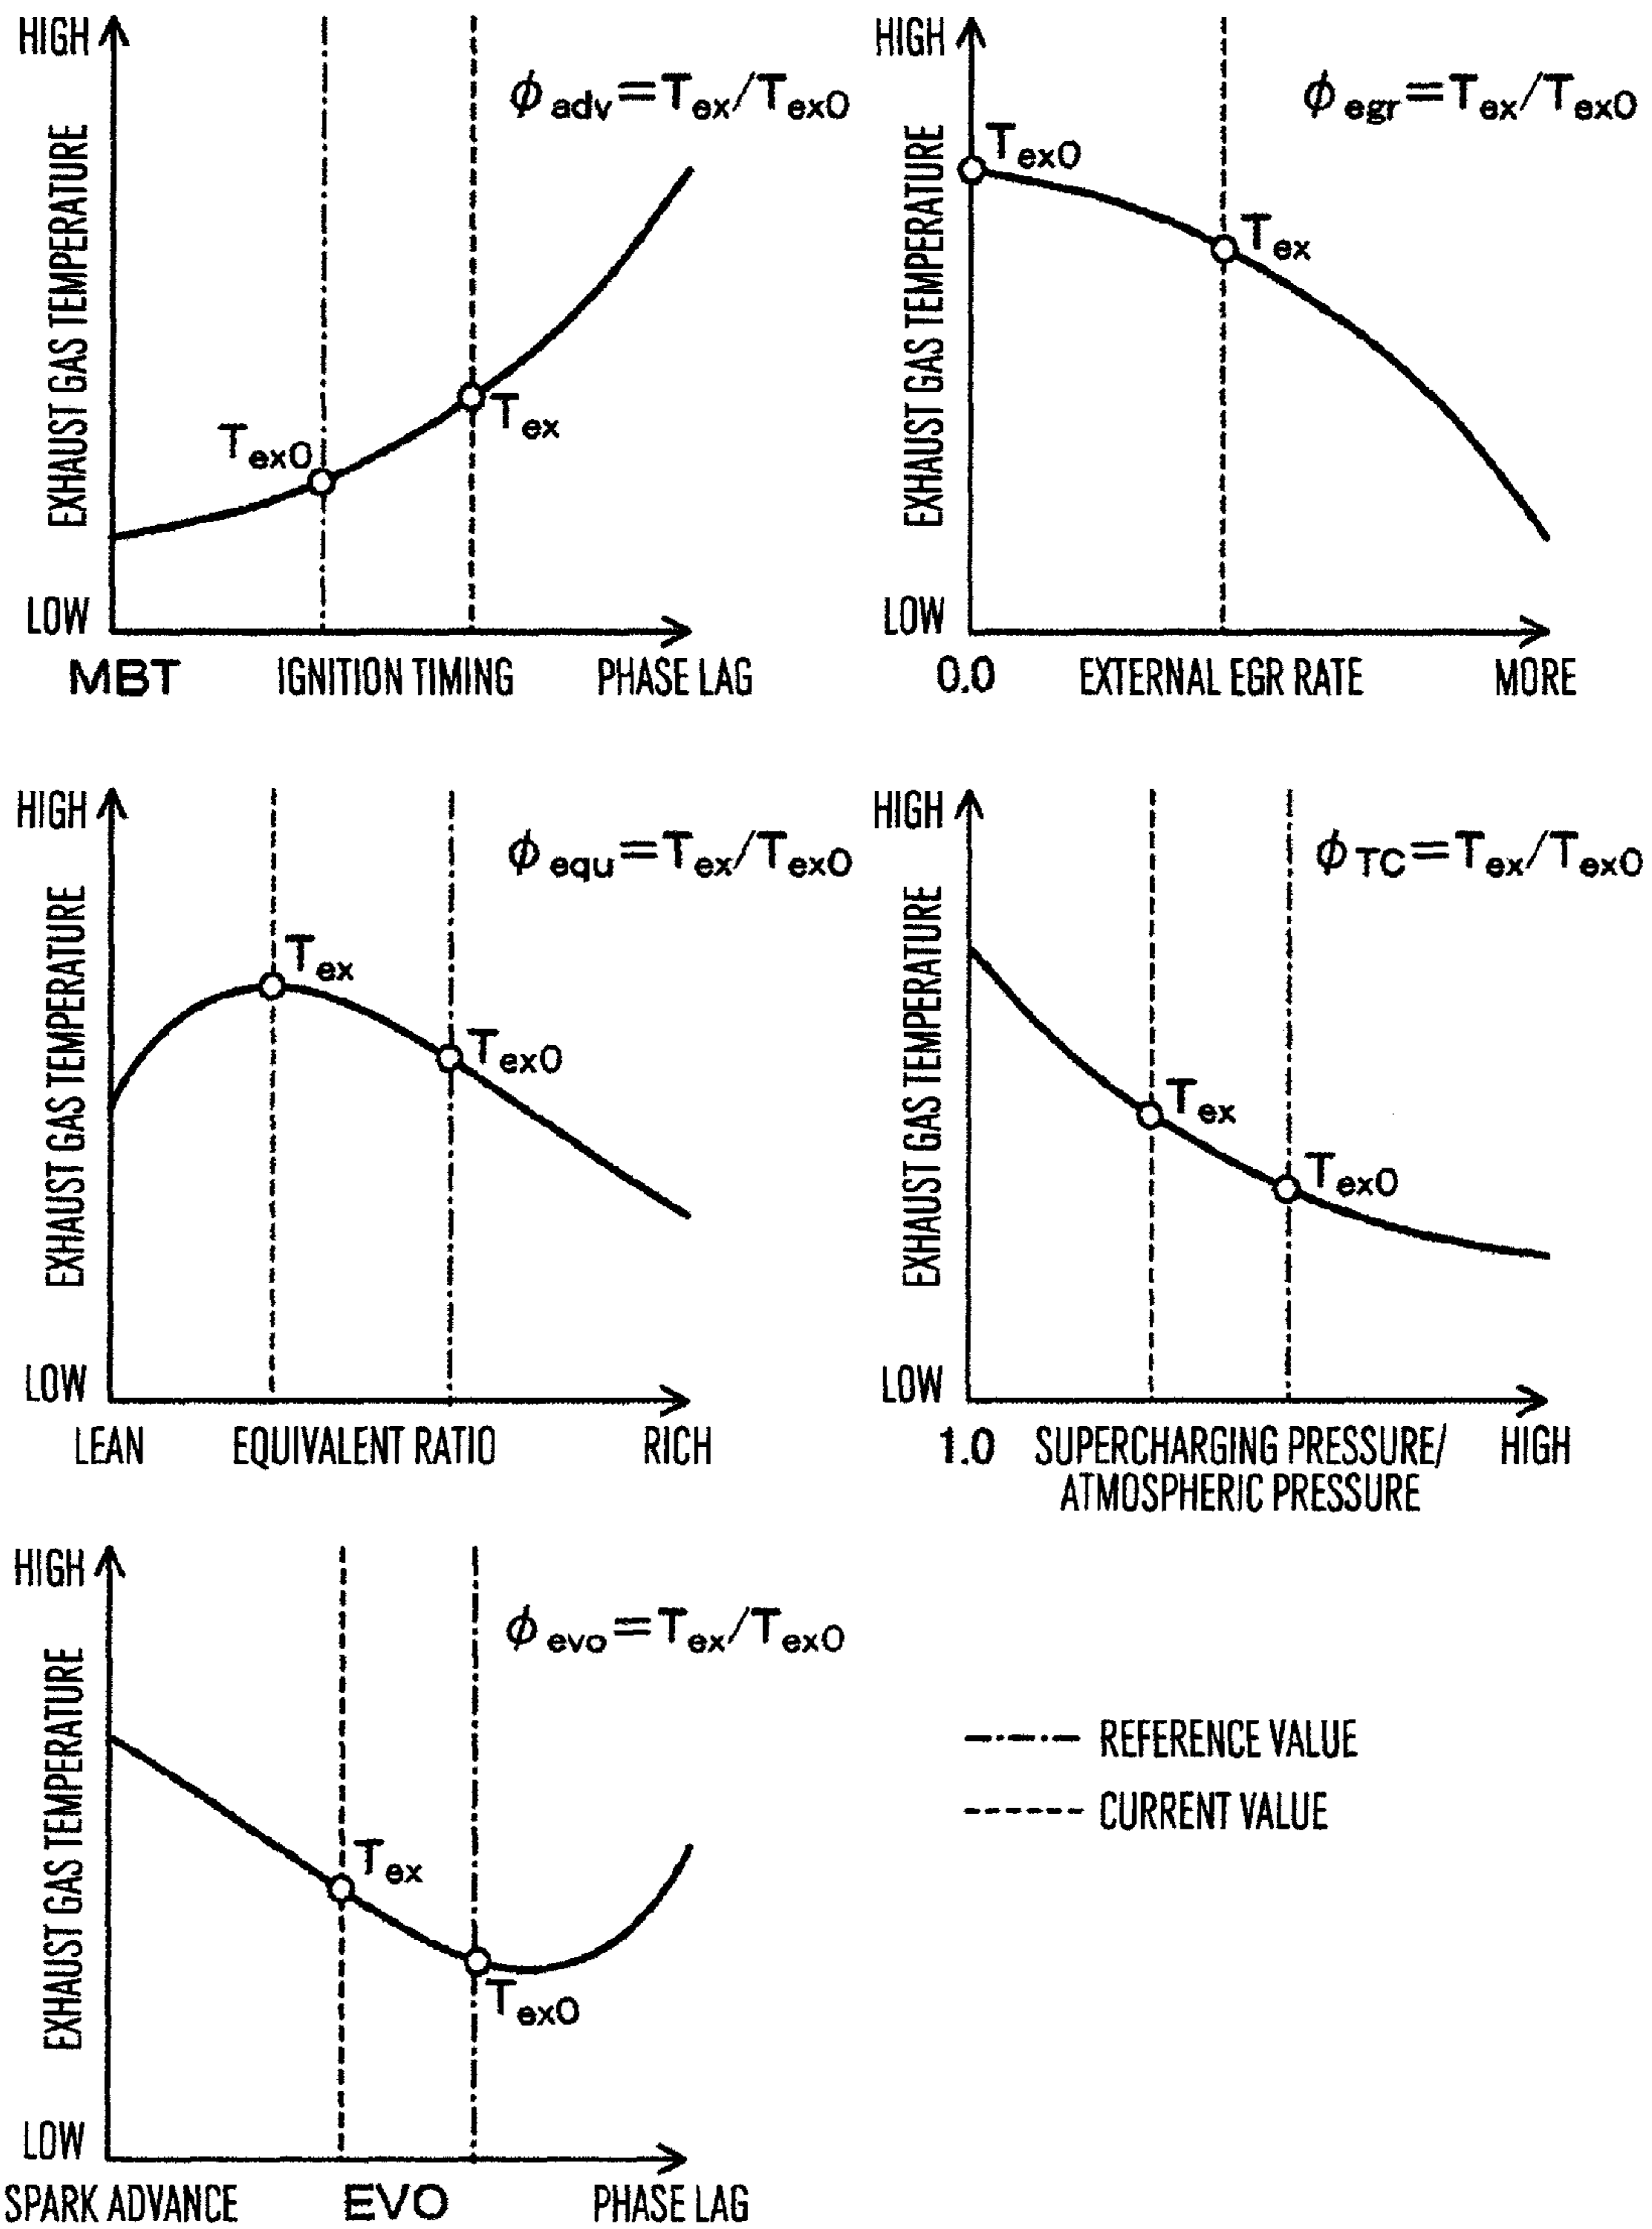 HIGH
ϕadv=Tex/Tex0
EXHAUST GAS TEMPERATURE
Tex0
Tex
LOW
MBT IGNITION TIMING PHASE LAG
HIGH
ϕegr=Tex/Tex0
EXHAUST GAS TEMPERATURE
Tex0
Tex
LOW
0.0 EXTERNAL EGR RATE MORE
HIGH
ϕequ=Tex/Tex0
EXHAUST GAS TEMPERATURE
Tex
Tex0
LOW
LEAN EQUIVALENT RATIO RICH
HIGH
ϕTC=Tex/Tex0
EXHAUST GAS TEMPERATURE
Tex
Tex0
LOW
1.0 SUPERCHARGING PRESSURE/ HIGH
ATMOSPHERIC PRESSURE
HIGH
ϕevo=Tex/Tex0
EXHAUST GAS TEMPERATURE
Tex
Tex0
LOW
SPARK ADVANCE EVO PHASE LAG
REFERENCE VALUE
CURRENT VALUE